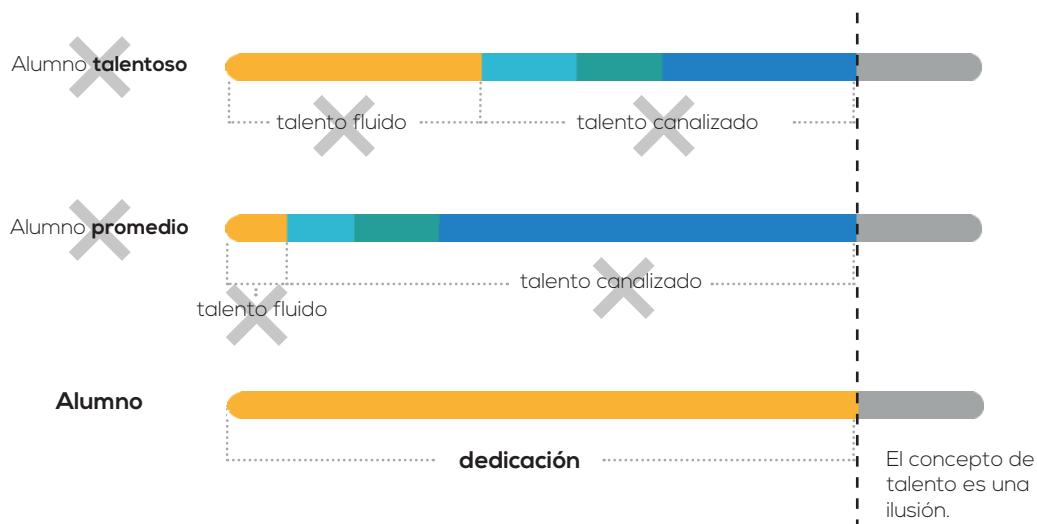 Alumno talentoso
talento fluido
talento canalizado
Alumno promedio
talento canalizado
talento fluido
Alumno
dedicación
El concepto de
talento es una
ilusión.